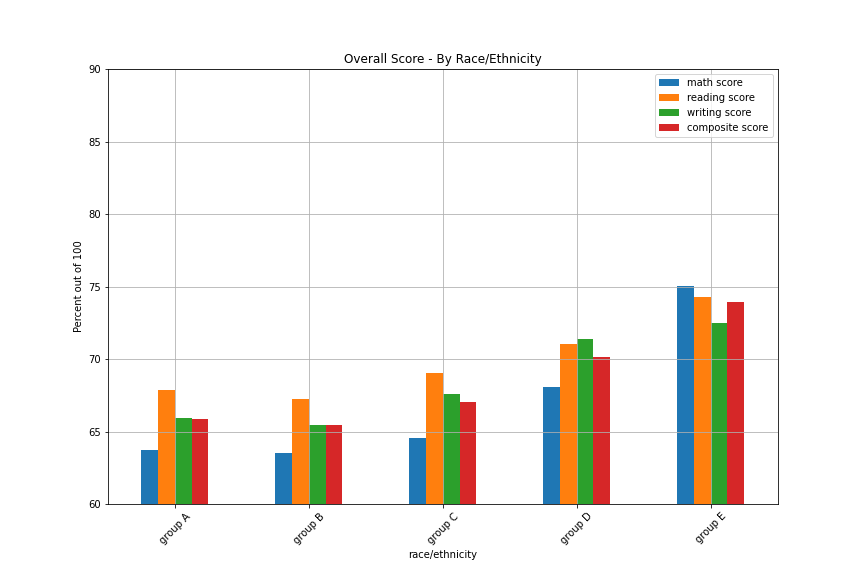 Overall Score - By Race/Ethnicity
math score
reading score
writing score
composite score
Percent out of 100
90
85
80
75
70
65
60
group A
group B
group C
group D
group E
race/ethnicity